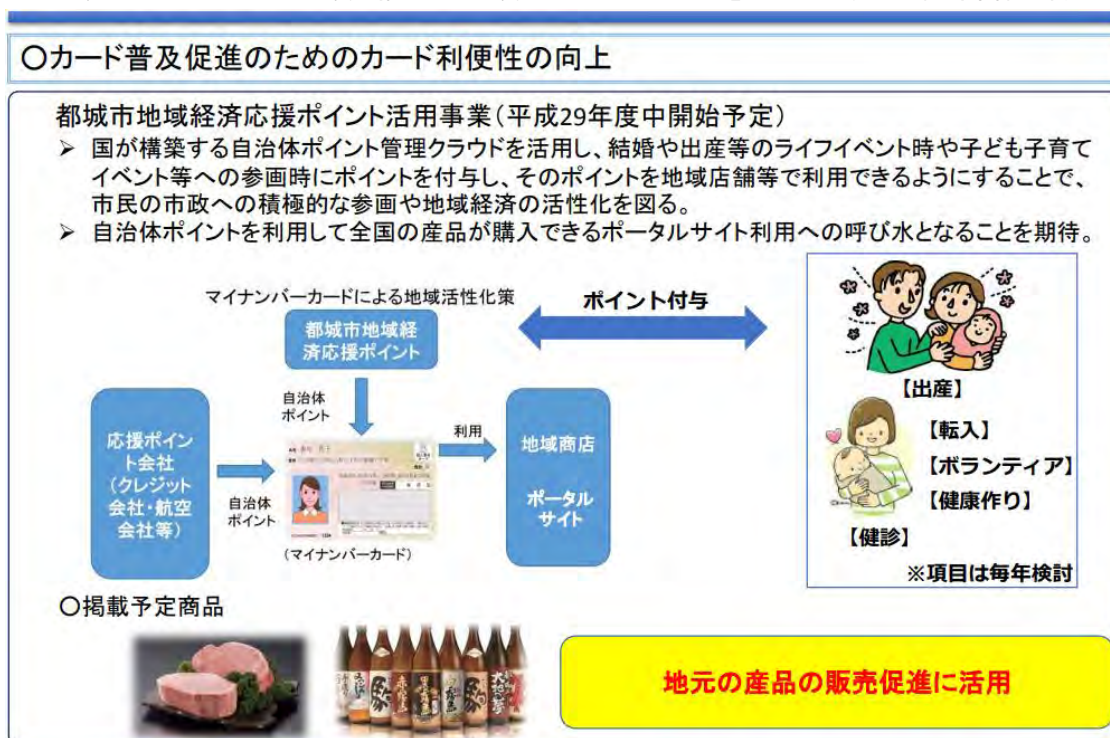 〇カード普及促進のためのカード利便性の向上
都城市地域経済応援ポイント活用事業(平成29年度中開始予定)
➢ 国が構築する自治体ポイント管理クラウドを活用し、結婚や出産等のライフイベント時や子ども子育て
イベント等への参画時にポイントを付与し、そのポイントを地域店舗等で利用できるようにすることで、
市民の市政への積極的な参画や地域経済の活性化を図る。
➢ 自治体ポイントを利用して全国の産品が購入できるポータルサイト利用への呼び水となることを期待。
マイナンバーカードによる地域活性化策
都城市地域経
済応援ポイント
ポイント付与
自治体
ポイント
応援ポイン
ト会社
(クレジット
会社・航空
会社等)
自治体
ポイント
(マイナンバーカード)
利用
地域商店
ポータル
サイト
【出産】
【転入】
【ボランティア】
【健康作り】
【健診】
※項目は毎年検討
〇掲載予定商品
地元の産品の販売促進に活用